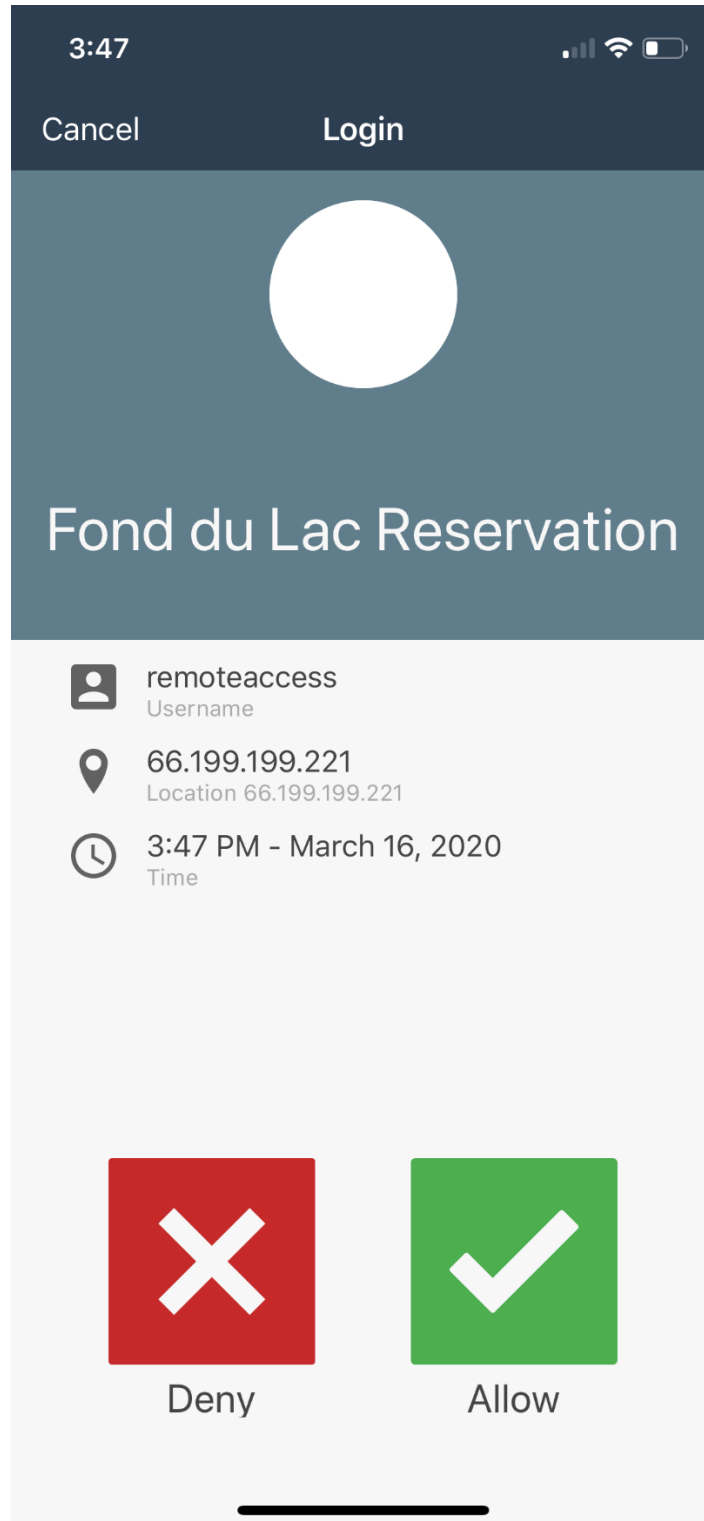 3:47
Cancel
Login
Fond du Lac Reservation
remoteaccess
Username
66.199.199.221
Location 66.199.199.221
3:47 PM - March 16, 2020
Time
Deny
Allow